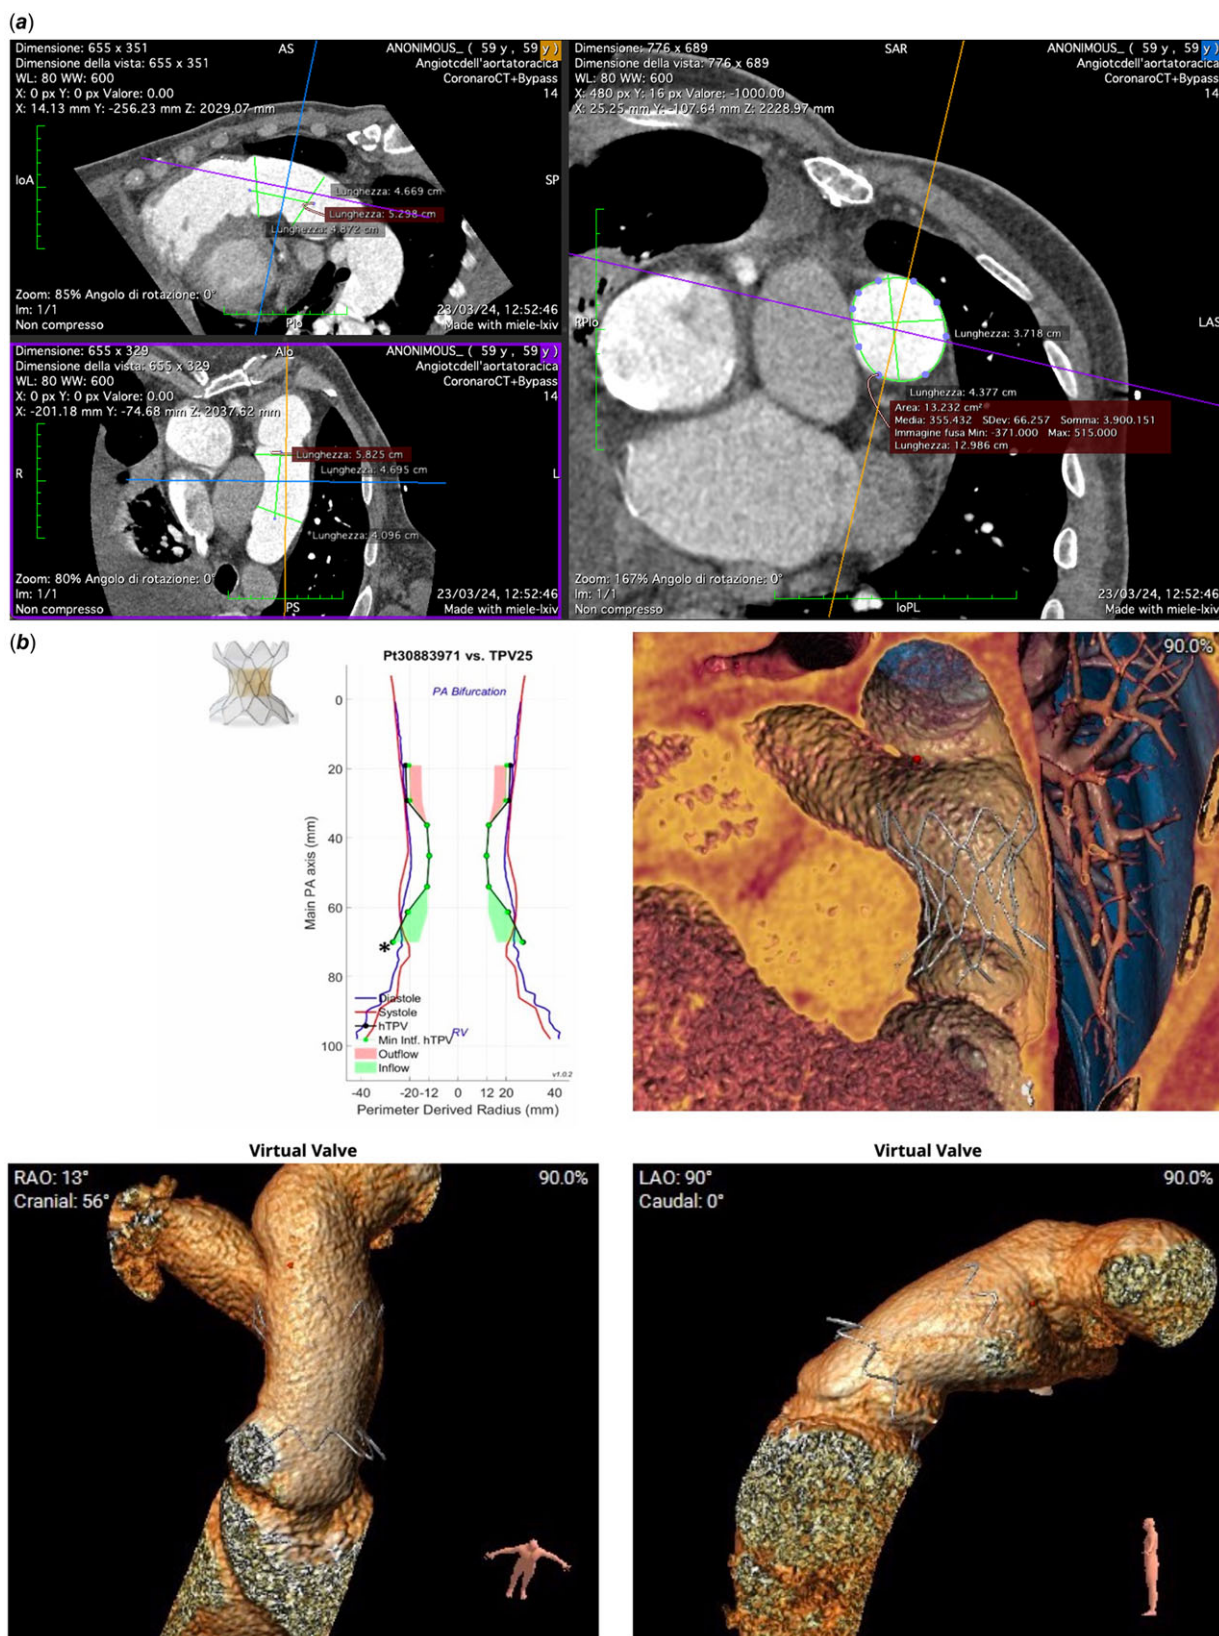 (a)
Dimensione: 655 x 351
Dimensione della vista: 655 x 351
WL: 80 WW: 600
X: 0 px Y: 0 px Valore: 0.00
X: 14.13 mm Y: -256.23 mm Z: 2029.07 mm
AS
ANONIMOUS_ ( 59 y , 59 y )
Angiotcdell'aortatoracica
CoronaroCT+Bypass
14
IoA
SP
Lunghezza: 4.669 cm
Lunghezza: 5.298 cm
Lunghezza: 4.872 cm
Zoom: 85% Angolo di rotazione: 0°
Im: 1/1
Non compresso
PIo
23/03/24, 12:52:46
Made with miele-lxiv
Dimensione: 655 x 329
Dimensione della vista: 655 x 329
WL: 80 WW: 600
X: 0 px Y: 0 px Valore: 0.00
X: -201.18 mm Y: -74.68 mm Z: 2037.62 mm
AIo
ANONIMOUS_ ( 59 y , 59 y )
Angiotcdell'aortatoracica
CoronaroCT+Bypass
14
R
L
Lunghezza: 5.825 cm
Lunghezza: 4.695 cm
Lunghezza: 4.096 cm
Zoom: 80% Angolo di rotazione: 0°
Im: 1/1
Non compresso
PS
23/03/24, 12:52:46
Made with miele-lxiv
Dimensione: 776 x 689
Dimensione della vista: 776 x 689
WL: 80 WW: 600
X: 480 px Y: 16 px Valore: -1000.00
X: 25.25 mm Y: -107.64 mm Z: 2228.97 mm
SAR
ANONIMOUS_ ( 59 y , 59 y )
Angiotcdell'aortatoracica
CoronaroCT+Bypass
14
RPIo
LAS
Lunghezza: 3.718 cm
Lunghezza: 4.377 cm
Area: 13.232 cm²
Media: 355.432 SDev: 66.257 Somma: 3.900.151
Immagine fusa Min: -371.000 Max: 515.000
Lunghezza: 12.986 cm
Zoom: 167% Angolo di rotazione: 0°
Im: 1/1
Non compresso
IoPL
23/03/24, 12:52:46
Made with miele-lxiv
(b)
Pt30883971 vs. TPV25
PA Bifurcation
0
20
40
60
80
100
Main PA axis (mm)
*
Diastole
Systole
hTPV
Min Intf. hTPV
Outflow
Inflow
RV
v1.0.2
-40 -20 -12 0 12 20 40
Perimeter Derived Radius (mm)
90.0%
Virtual Valve
RAO: 13°
Cranial: 56°
90.0%
Virtual Valve
LAO: 90°
Caudal: 0°
90.0%